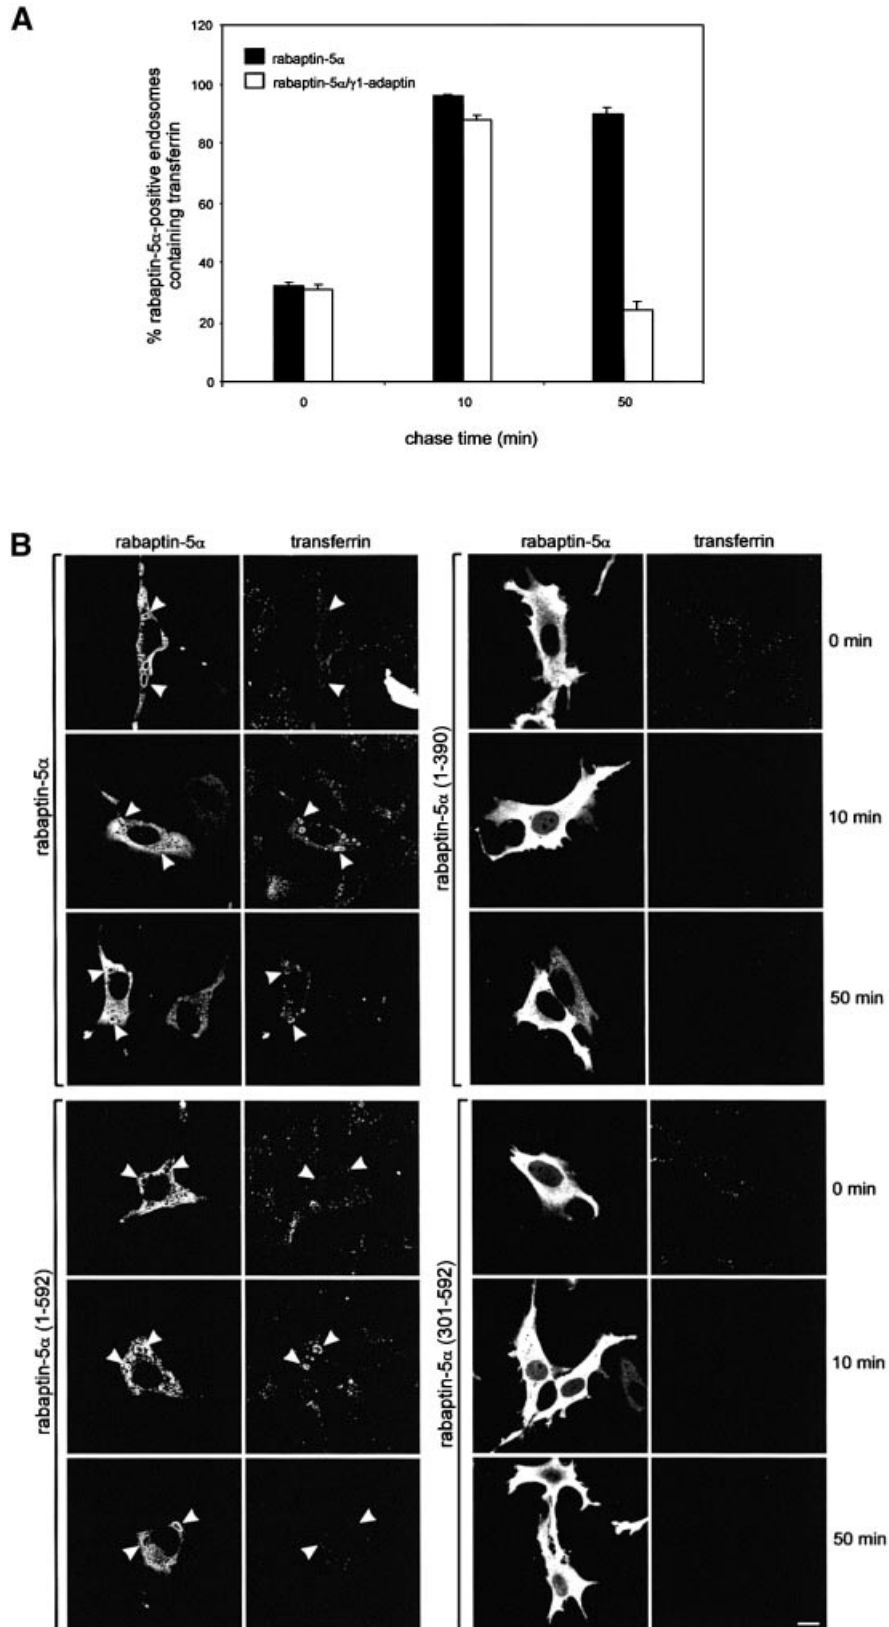 A
120
100
80
60
40
20
0
% rabaptin-5α-positive endosomes
containing transferrin
rabaptin-5α
rabaptin-5α/γ1-adaptin
0 10 50
chase time (min)
B
rabaptin-5α transferrin rabaptin-5α transferrin
rabaptin-5α
rabaptin-5α (1-390)
0 min
10 min
50 min
rabaptin-5α (1-592)
rabaptin-5α (301-592)
0 min
10 min
50 min